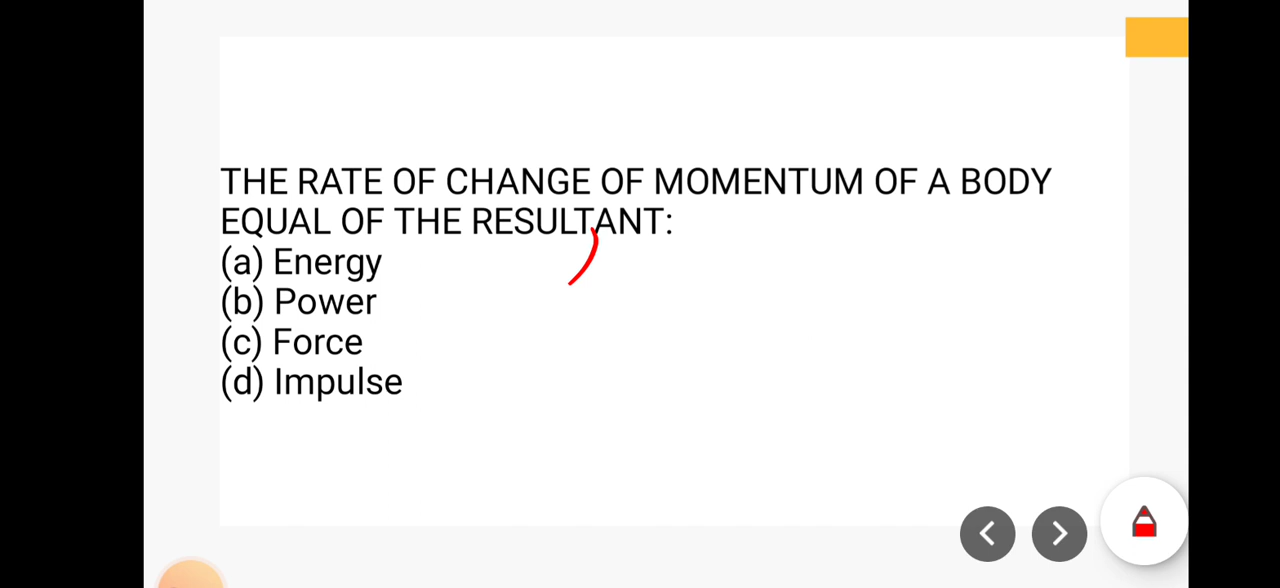 THE RATE OF CHANGE OF MOMENTUM OF A BODY
EQUAL OF THE RESULTANT:
(a) Energy
(b) Power
(c) Force
(d) Impulse